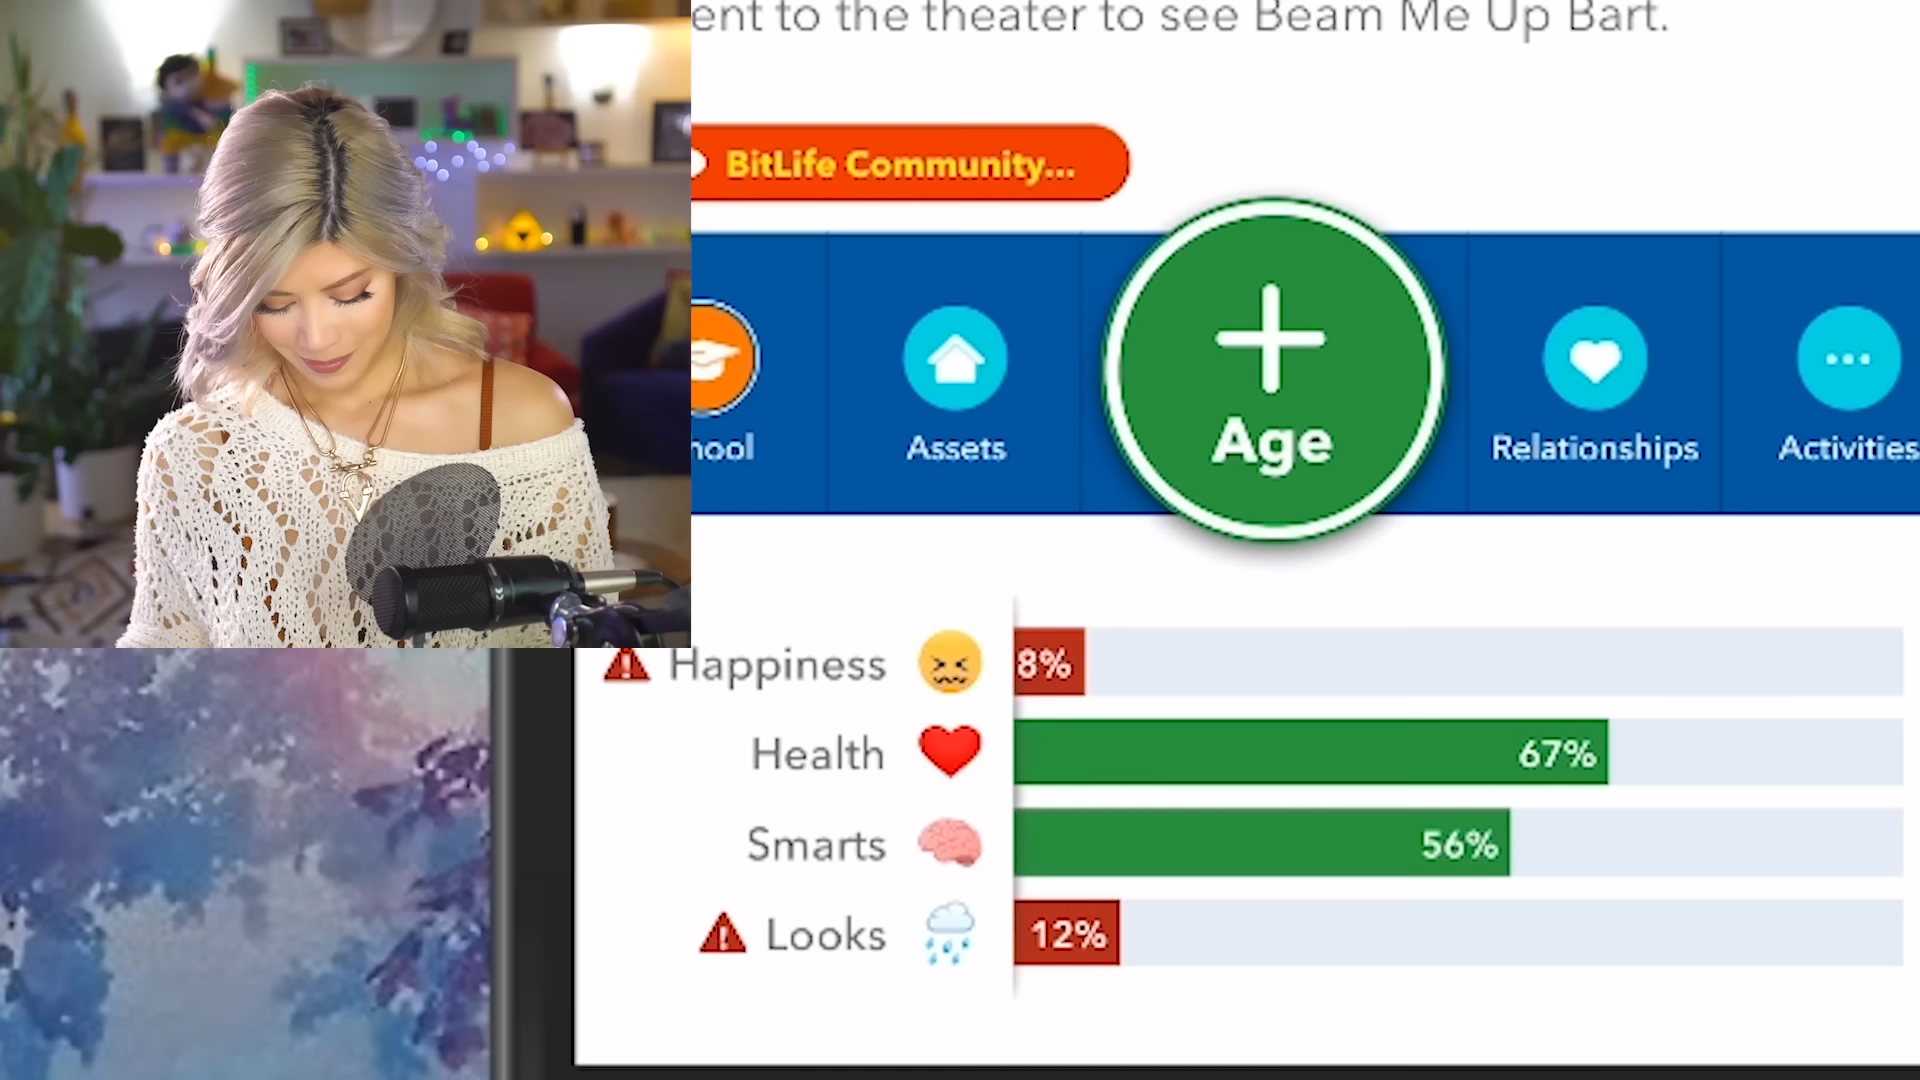 ent to the theater to see Beam Me Up Bart.
BitLife Community...
hool
Assets
Age
Relationships
Activities
Happiness 8%
Health 67%
Smarts 56%
Looks 12%